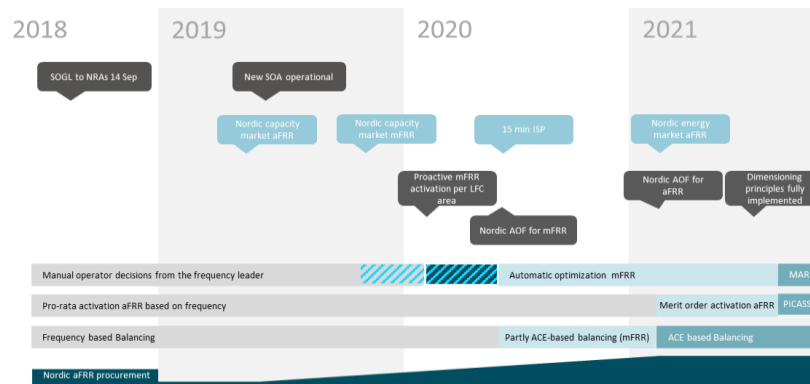 2018
2019
2020
2021
SOGL to NRAs 14 Sep
New SOA operational
Nordic capacity
market aFRR
Nordic capacity
market mFRR
15 min ISP
Nordic energy
market aFRR
Proactive mFRR
activation per LFC
area
Nordic AOF for mFRR
Nordic AOF for
aFRR
Dimensioning
principles fully
implemented
Manual operator decisions from the frequency leader
Automatic optimization mFRR
MAR
Pro-rata activation aFRR based on frequency
Merit order activation aFRR
PICASS
Frequency based Balancing
Partly ACE-based balancing (mFRR)
ACE based Balancing
Nordic aFRR procurement